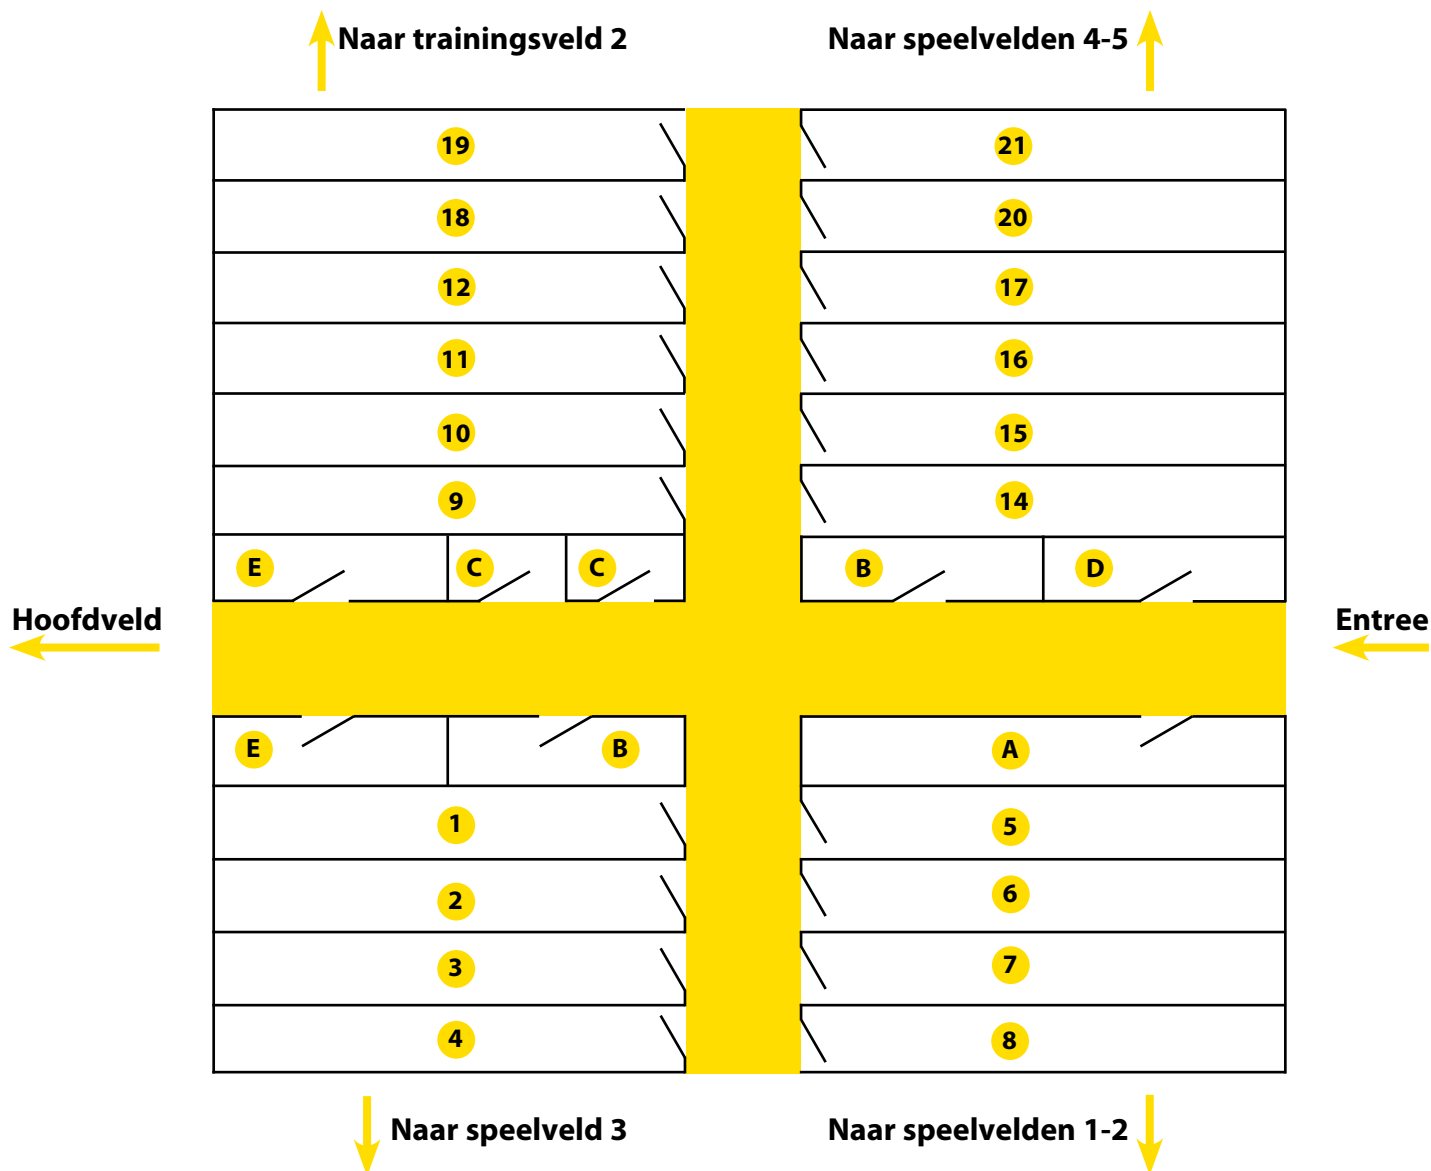 Naar trainingsveld 2 Naar speelvelden 4-5
19 21
18 20
12 17
11 16
10 15
9 14
E C C B D
Hoofdveld Entree
E B A
1 5
2 6
3 7
4 8
Naar speelveld 3 Naar speelvelden 1-2